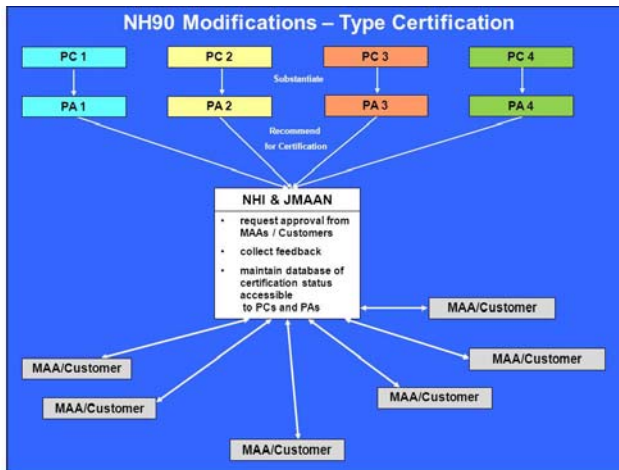 NH90 Modifications – Type Certification
PC 1 PC 2 PC 3 PC 4
Substantiate
PA 1 PA 2 PA 3 PA 4
Recommend
for Certification
NHI & JMAAN
• request approval from
MAAs / Customers
• collect feedback
• maintain database of
certification status
accessible
to PCs and PAs
MAA/Customer
MAA/Customer
MAA/Customer
MAA/Customer
MAA/Customer
MAA/Customer